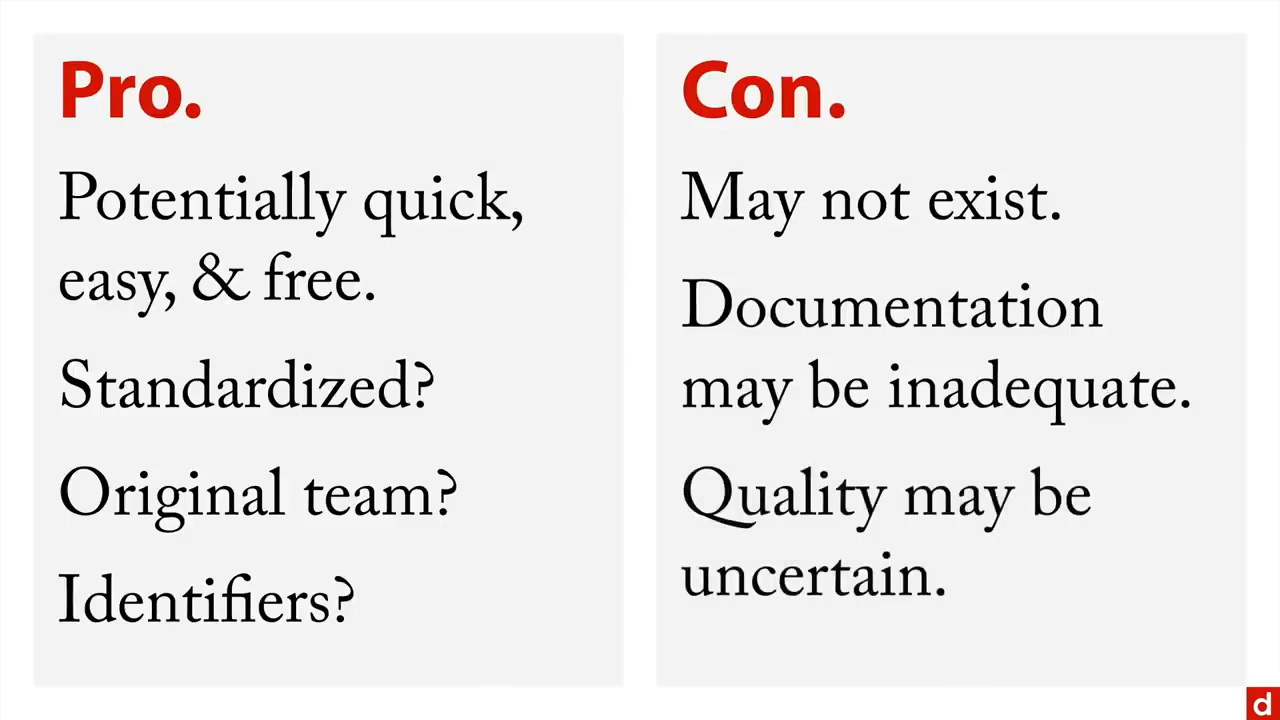 Pro.
Potentially quick,
easy, & free.
Standardized?
Original team?
Identifiers?
Con.
May not exist.
Documentation
may be inadequate.
Quality may be
uncertain.
d